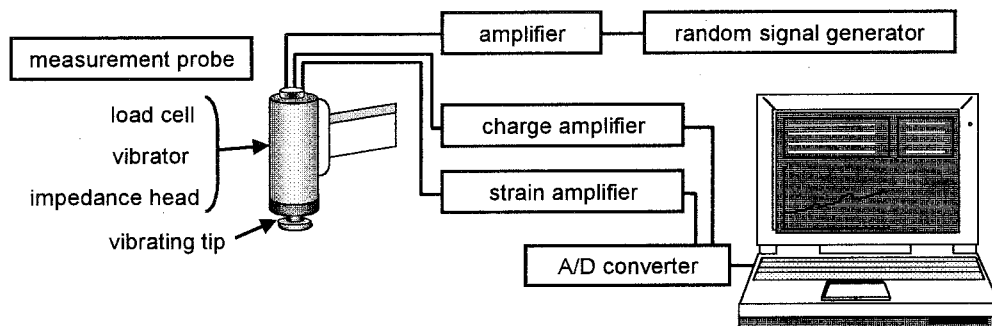 amplifier
random signal generator
measurement probe
load cell
charge amplifier
vibrator
impedance head
strain amplifier
vibrating tip
A/D converter